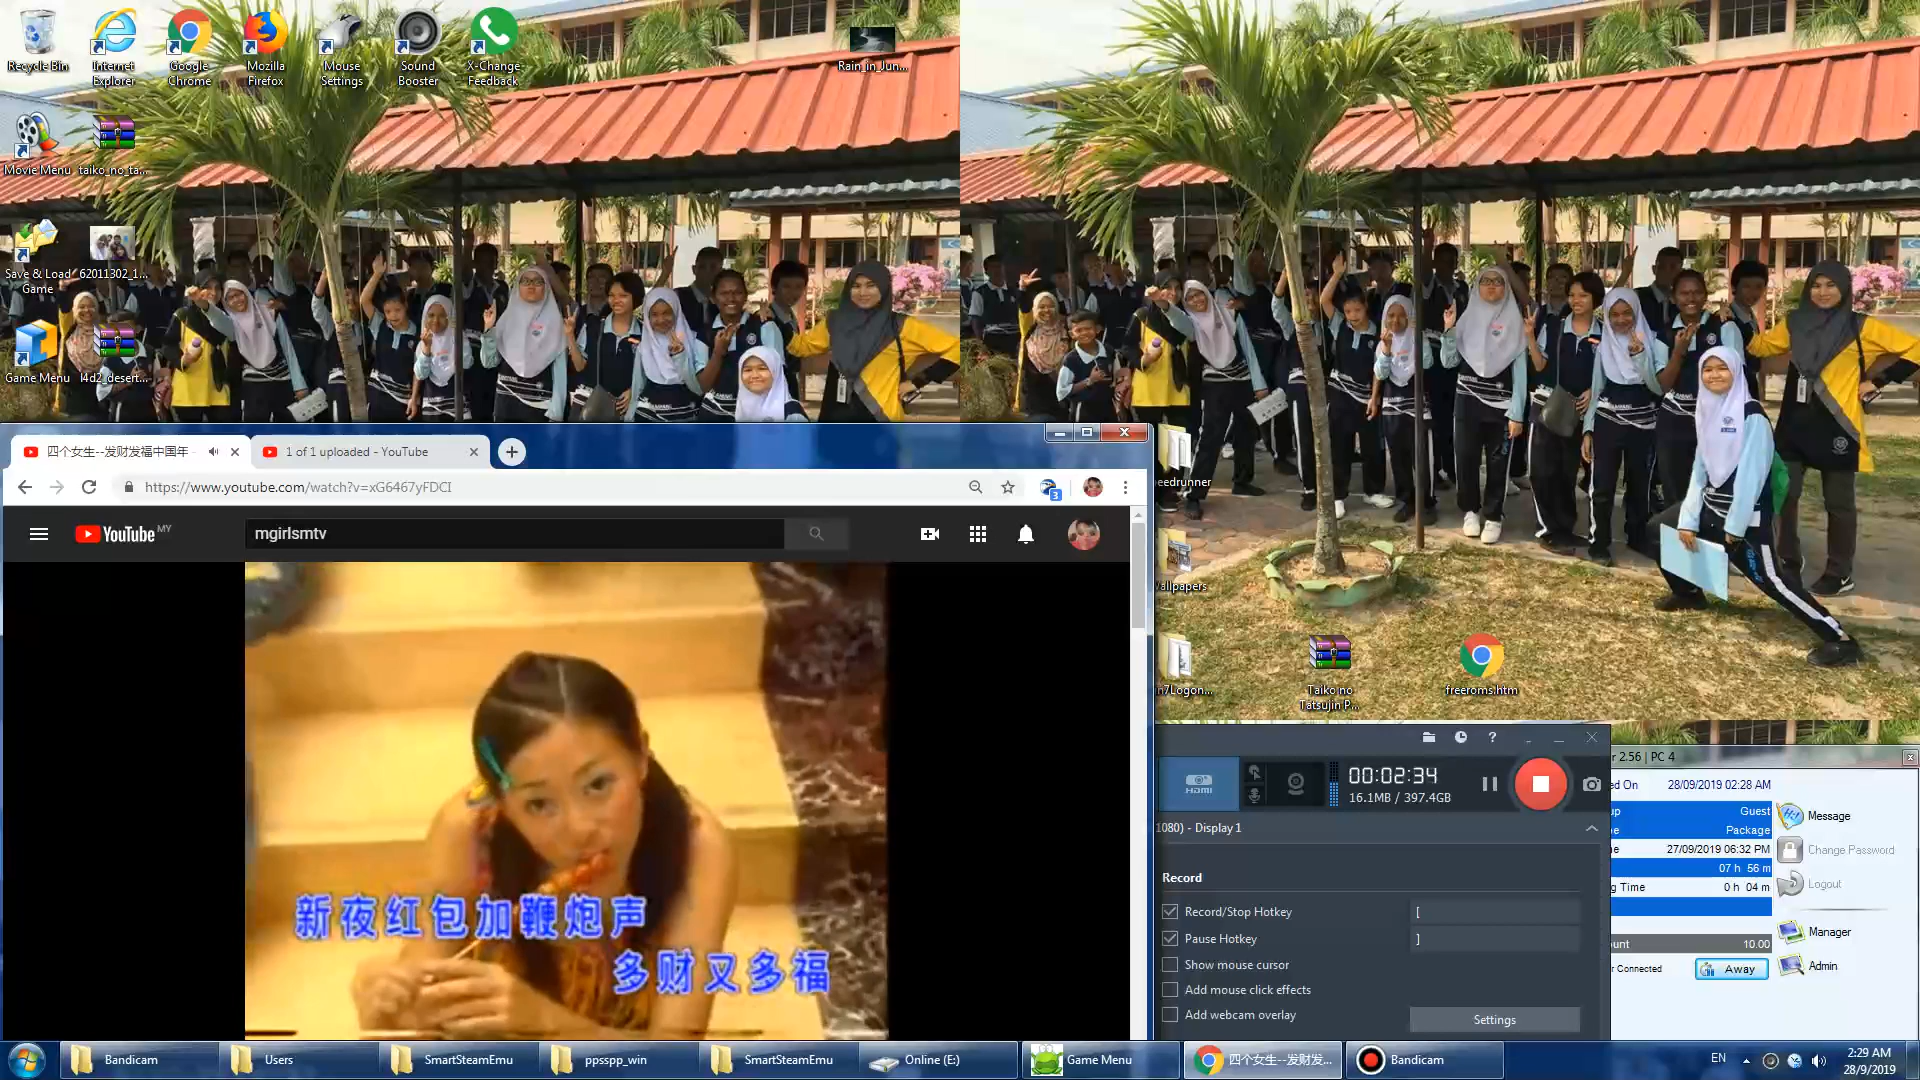 Recycle Bin
Internet Explorer
Google Chrome
Mozilla Firefox
Mouse Settings
Sound Booster
X-Change Feedback
Rain_in_Jun...
Movie Menu
taiko_no_ta...
Save & Load Game
62011302_1...
Game Menu
l4d2_desert...
四个女生--发财发福中国年
1 of 1 uploaded - YouTube
https://www.youtube.com/watch?v=xG6467yFDCI
3
YouTube MY
mgirlsmtv
新夜红包加鞭炮声
多财又多福
eedrunner
allpapers
n7Logon...
Taiko no Tatsujin P...
freeroms.htm
HDMI
00:02:34
16.1MB / 397.4GB
1080) - Display 1
Record
Record/Stop Hotkey
[
Pause Hotkey
]
Show mouse cursor
Add mouse click effects
Add webcam overlay
Settings
r 2.56 | PC 4
ed On 28/09/2019 02:28 AM
up Guest
e Package
e 27/09/2019 06:32 PM
07 h 56 m
g Time 0 h 04 m
ount 10.00
r Connected
Away
Message
Change Password
Logout
Manager
Admin
Bandicam
Users
SmartSteamEmu
ppsspp_win
SmartSteamEmu
Online (E:)
Game Menu
四个女生--发财发...
Bandicam
EN
2:29 AM
28/9/2019